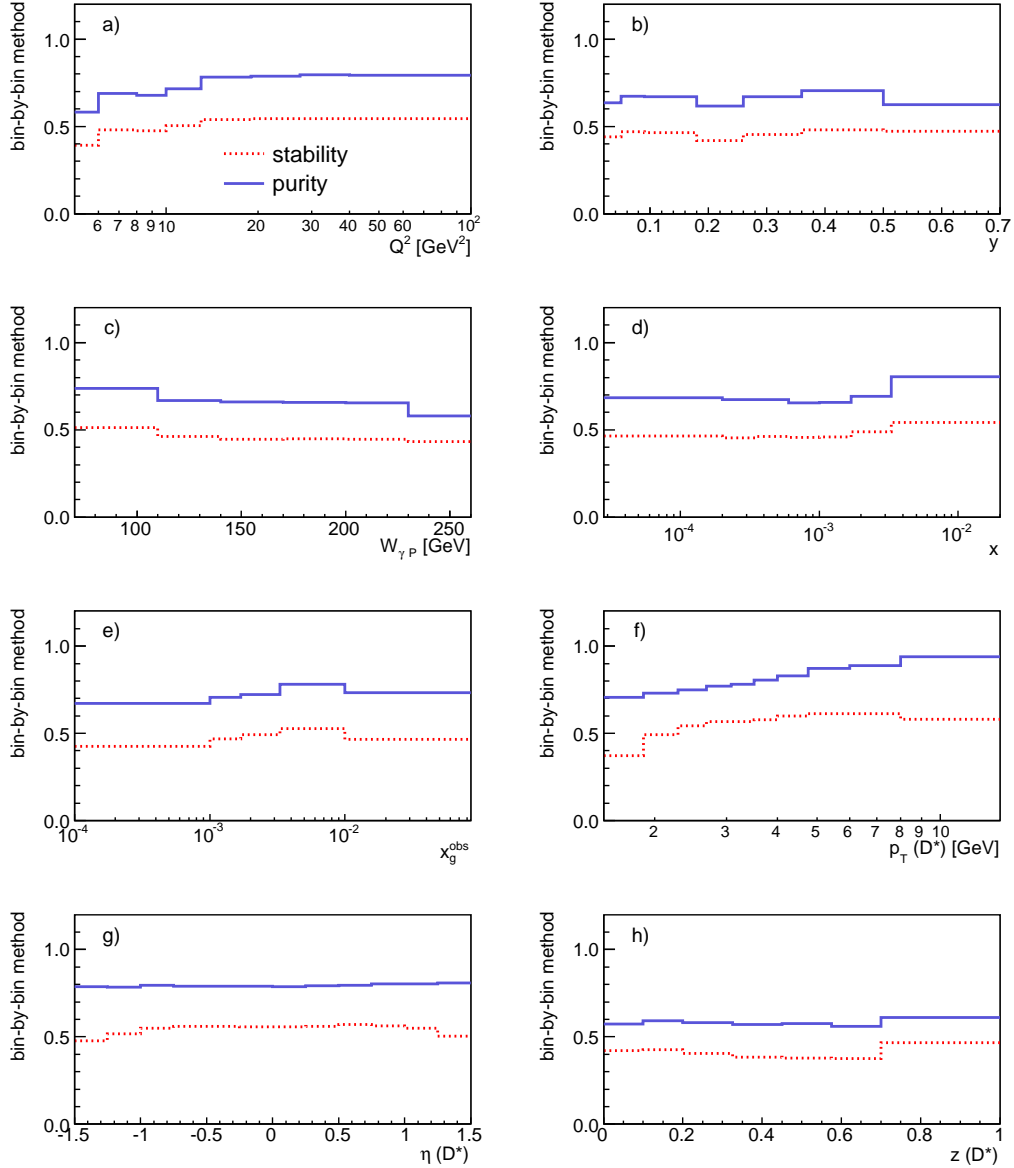 a)
bin-by-bin method
1.0
0.5
0.0
stability
purity
6 7 8 9 10 20 30 40 50 60 10²
Q² [GeV²]
b)
bin-by-bin method
1.0
0.5
0.0
0.1 0.2 0.3 0.4 0.5 0.6 0.7
y
c)
bin-by-bin method
1.0
0.5
0.0
100 150 200 250
W_γ P [GeV]
d)
bin-by-bin method
1.0
0.5
0.0
10⁻⁴ 10⁻³ 10⁻²
x
e)
bin-by-bin method
1.0
0.5
0.0
10⁻⁴ 10⁻³ 10⁻²
x_g^obs
f)
bin-by-bin method
1.0
0.5
0.0
2 3 4 5 6 7 8 9 10
p_T (D*) [GeV]
g)
bin-by-bin method
1.0
0.5
0.0
-1.5 -1 -0.5 0 0.5 1 1.5
η (D*)
h)
bin-by-bin method
1.0
0.5
0.0
0 0.2 0.4 0.6 0.8 1
z (D*)